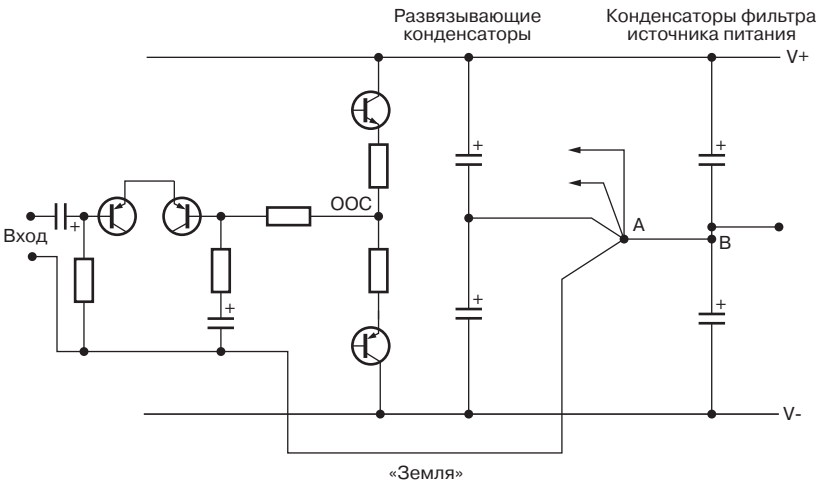 Развязывающие
конденсаторы
Конденсаторы фильтра
источника питания
V+
+
+
ООС
A
Вход
+
B
+
+
+
V-
«Земля»